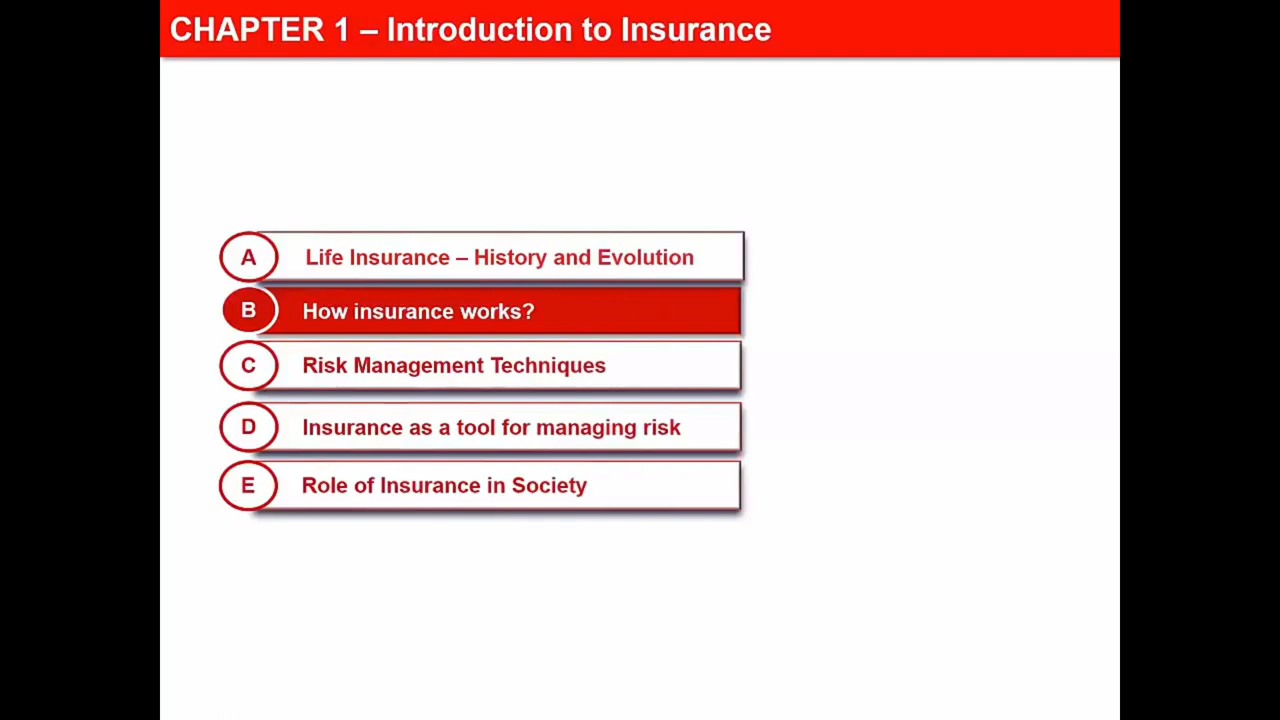 CHAPTER 1 – Introduction to Insurance
A Life Insurance – History and Evolution
B How insurance works?
C Risk Management Techniques
D Insurance as a tool for managing risk
E Role of Insurance in Society